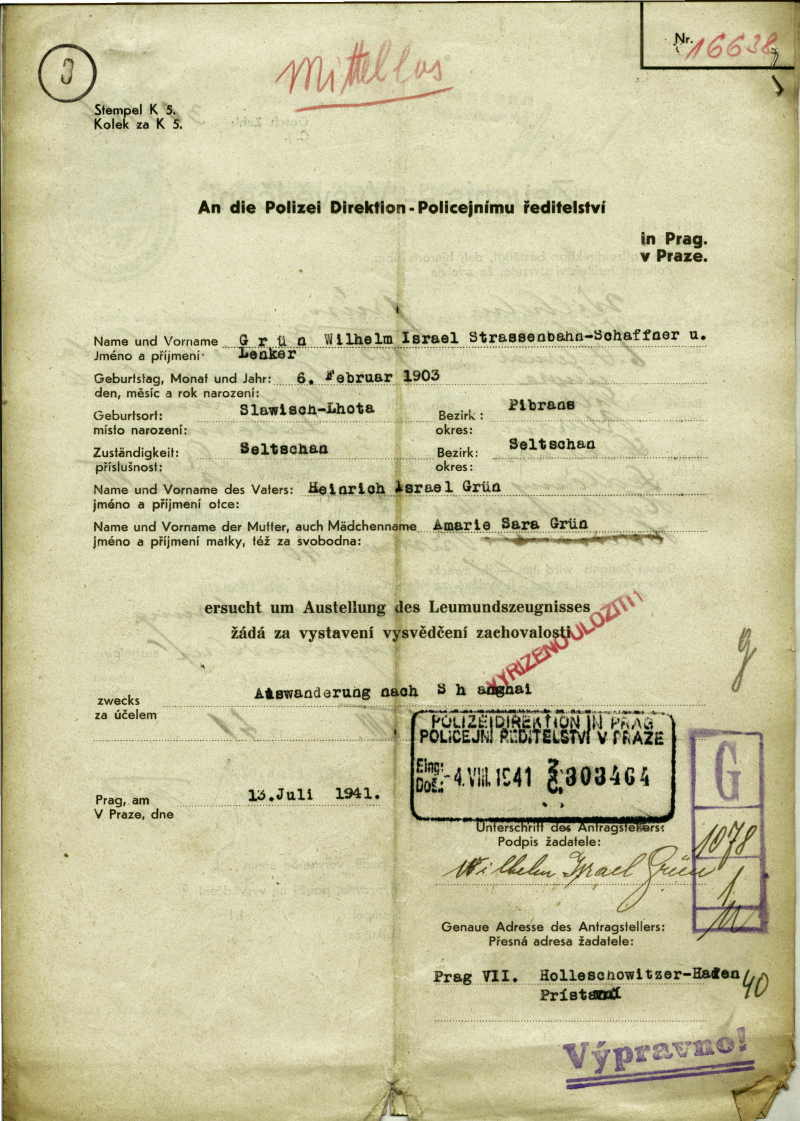 Mittellos
Nr. 16638
Stempel K 5.
Kolek za K 5.
An die Polizei Direktion - Policejnímu ředitelství
in Prag.
v Praze.
Name und Vorname G r ü n Wilhelm Israel Strassenbahn-Schaffner u.
Jméno a příjmení Lenker
Geburtstag, Monat und Jahr: 6. Februar 1903
den, měsíc a rok narození:
Geburtsort: Slawisch-Lhota Bezirk: Pibrans
místo narození: okres:
Zuständigkeit: Seltschan Bezirk: Seltschan
příslušnost: okres:
Name und Vorname des Vaters: Heinrich Israel Grün
jméno a příjmení otce:
Name und Vorname der Mutter, auch Mädchenname Amarie Sara Grün
jméno a příjmení matky, též za svobodna:
ersucht um Austellung des Leumundszeugnisses
žádá za vystavení vysvědčení zachovalosti
VYŘÍZENO ULOŽITI!
g
zwecks Auswanderung nach S h anghai
za účelem
POLIZEIDIREKTION IN PRAG
POLICEJNÍ ŘEDITELSTVÍ V PRAZE
Eing: -4. VIII. 1941 303464
Doš.:
G
1078
1
Prag, am 13. Juli 1941.
V Praze, dne
Unterschrift des Antragstellers:
Podpis žadatele:
Wilhelm Israel Grün
Genaue Adresse des Antragstellers:
Přesná adresa žadatele:
Prag VII. Holleschowitzer-Hafen 40
Prístav
Výpravno!